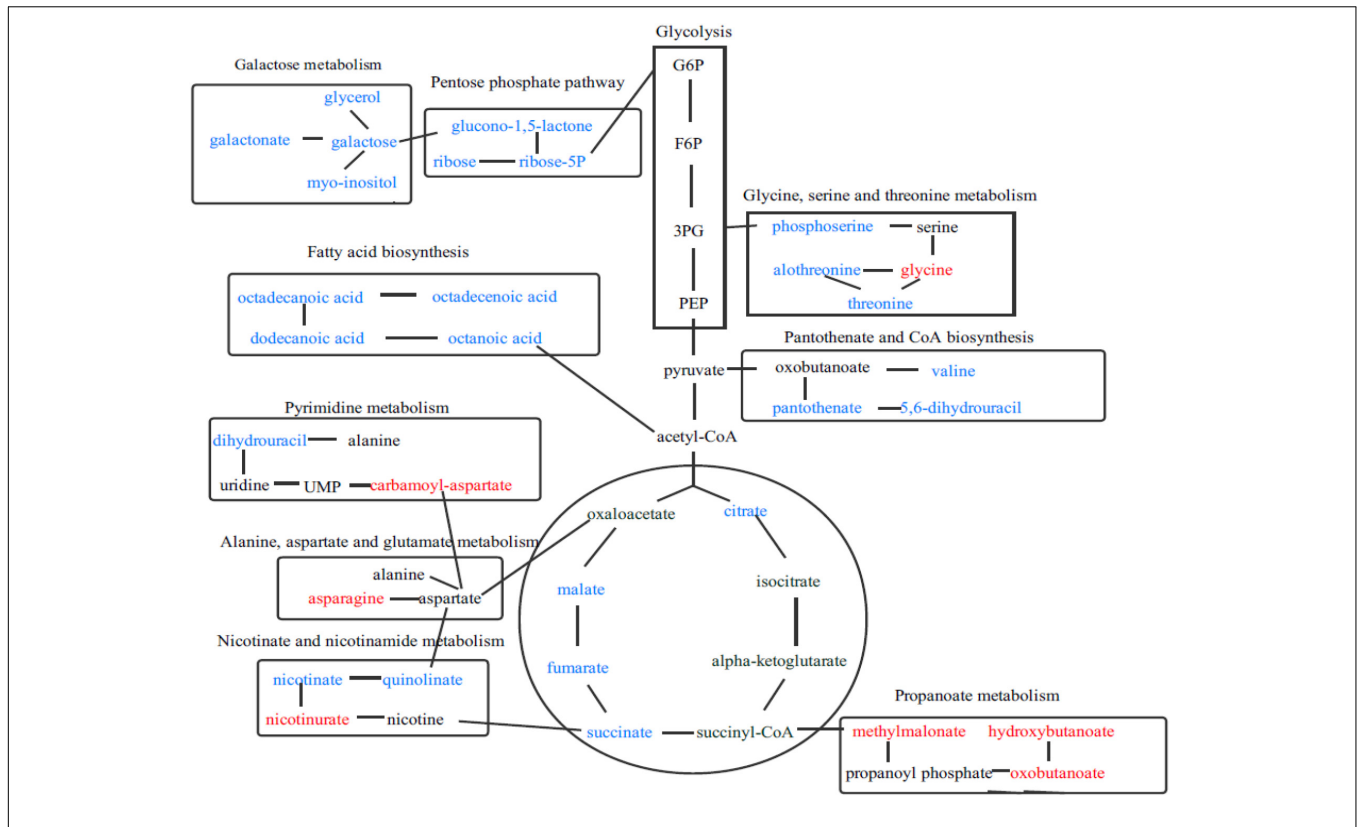 Glycolysis
G6P
F6P
3PG
PEP
Galactose metabolism
glycerol
galactonate
galactose
myo-inositol
Pentose phosphate pathway
glucono-1,5-lactone
ribose
ribose-5P
Glycine, serine and threonine metabolism
phosphoserine
serine
alothreonine
glycine
threonine
Fatty acid biosynthesis
octadecanoic acid
octadecenoic acid
dodecanoic acid
octanoic acid
Pantothenate and CoA biosynthesis
oxobutanoate
valine
pantothenate
5,6-dihydrouracil
pyruvate
acetyl-CoA
Pyrimidine metabolism
dihydrouracil
alanine
uridine
UMP
carbamoyl-aspartate
Alanine, aspartate and glutamate metabolism
alanine
asparagine
aspartate
Nicotinate and nicotinamide metabolism
nicotinate
quinolinate
nicotinurate
nicotine
oxaloacetate
citrate
malate
isocitrate
fumarate
alpha-ketoglutarate
succinate
succinyl-CoA
Propanoate metabolism
methylmalonate
hydroxybutanoate
propanoyl phosphate
oxobutanoate